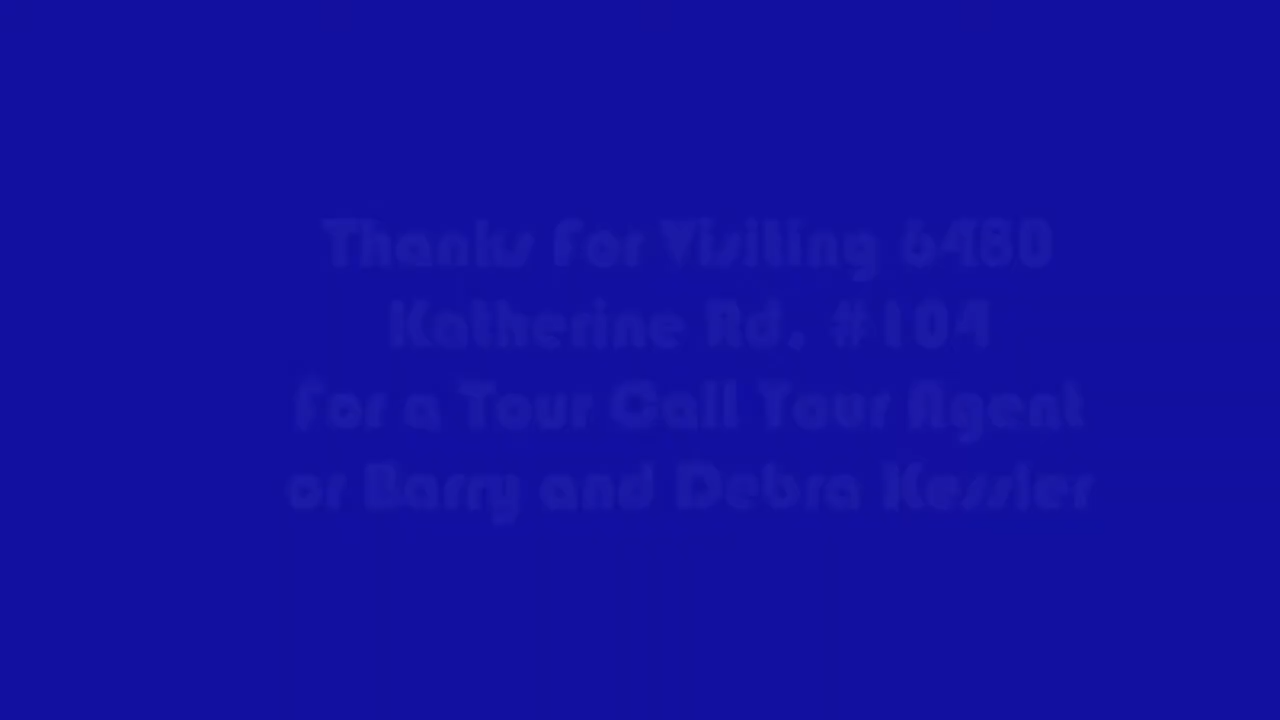 Thanks For Visiting 6480
Katherine Rd, #104
For a Tour Call Your Agent
or Barry and Debra Kessler